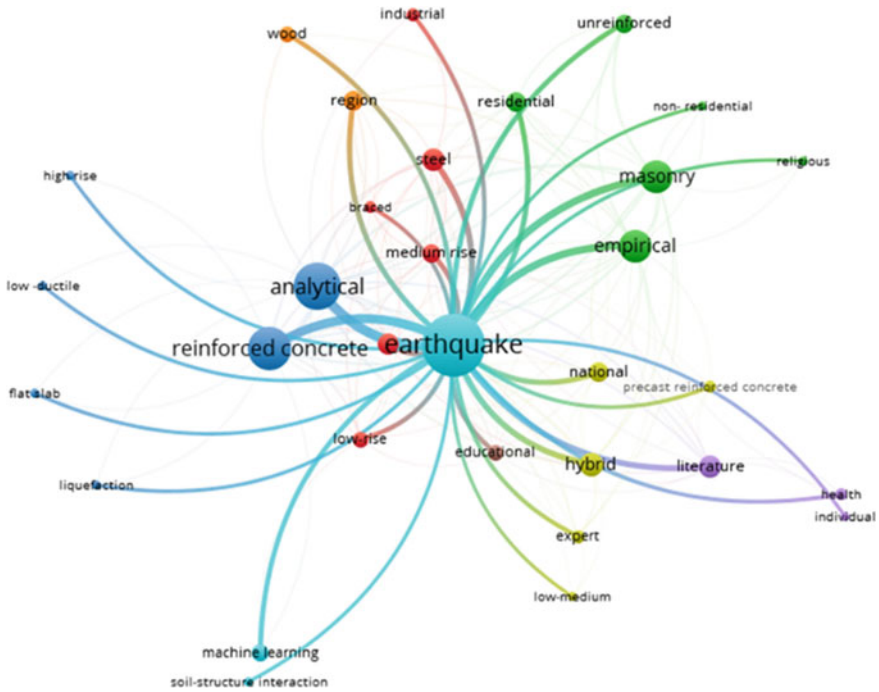 industrial
unreinforced
wood
region
residential
non- residential
steel
religious
masonry
high-rise
braced
empirical
medium rise
low -ductile
analytical
reinforced concrete
earthquake
national
precast reinforced concrete
flat slab
low-rise
educational
hybrid
literature
liquefaction
health
individual
expert
low-medium
machine learning
soil-structure interaction